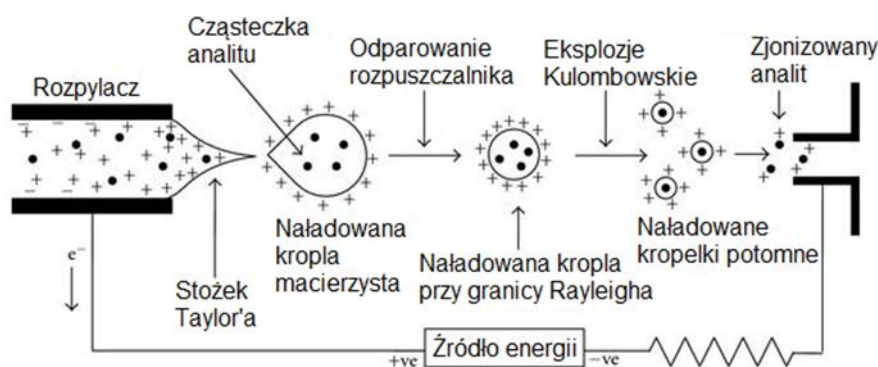 Cząsteczka
analitu
Odparowanie
rozpuszczalnika
Eksplozje
Kulombowskie
Zjonizowany
analit
Rozpylacz
Naładowana
kropla
macierzysta
Naładowana kropla
przy granicy Rayleigha
Naładowane
kropelki potomne
Stożek
Taylor'a
e⁻
+ve
Źródło energii
−ve